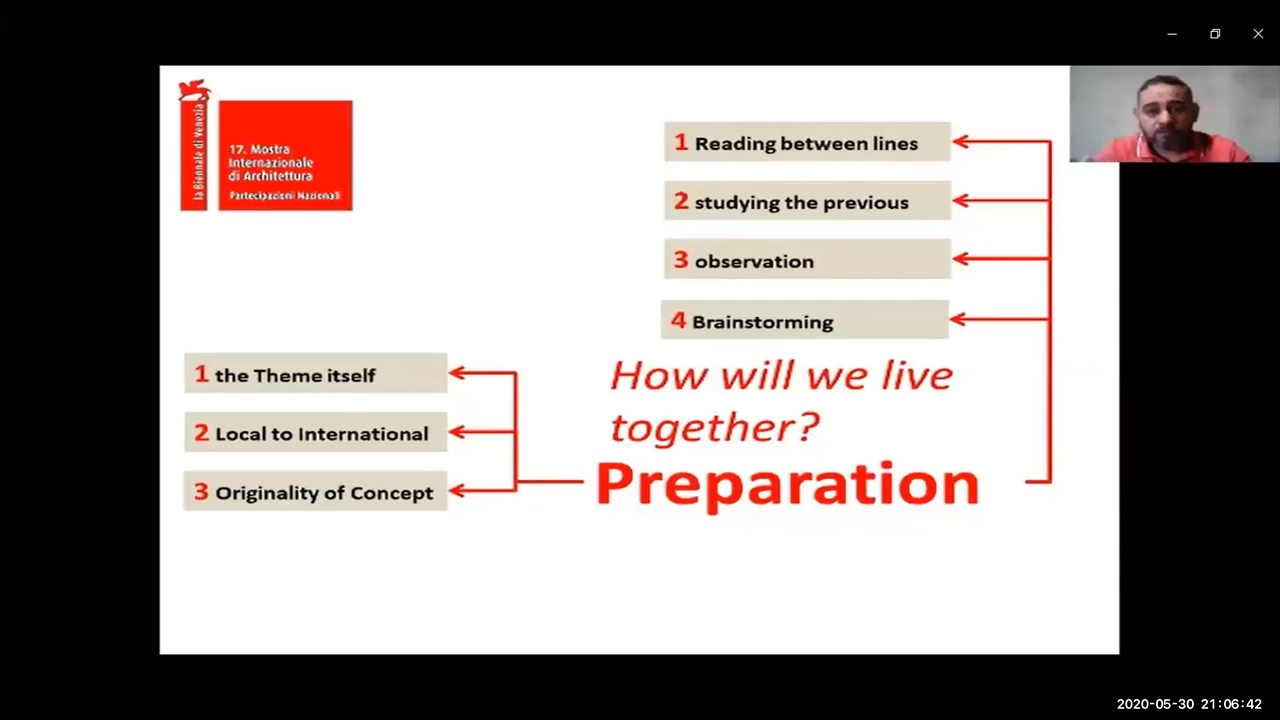 la Biennale di Venezia
17. Mostra
Internazionale
di Architettura
Partecipazioni Nazionali
1 Reading between lines
2 studying the previous
3 observation
4 Brainstorming
1 the Theme itself
2 Local to International
3 Originality of Concept
How will we live
together?
Preparation
2020-05-30 21:06:42